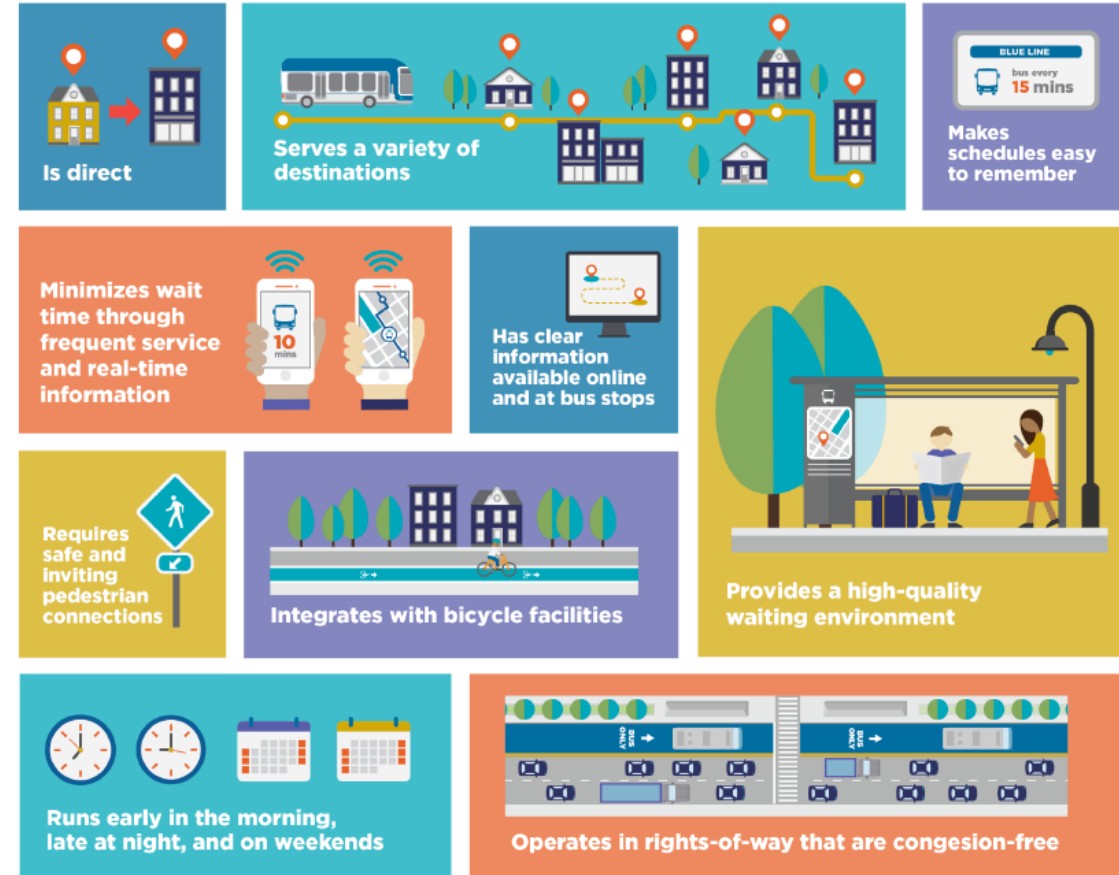 Is direct
Serves a variety of
destinations
BLUE LINE
bus every
15 mins
Makes
schedules easy
to remember
Minimizes wait
time through
frequent service
and real-time
information
10
mins
Has clear
information
available online
and at bus stops
Requires
safe and
inviting
pedestrian
connections
Integrates with bicycle facilities
Provides a high-quality
waiting environment
Runs early in the morning,
late at night, and on weekends
BUS
ONLY
BUS
ONLY
Operates in rights-of-way that are congesion-free